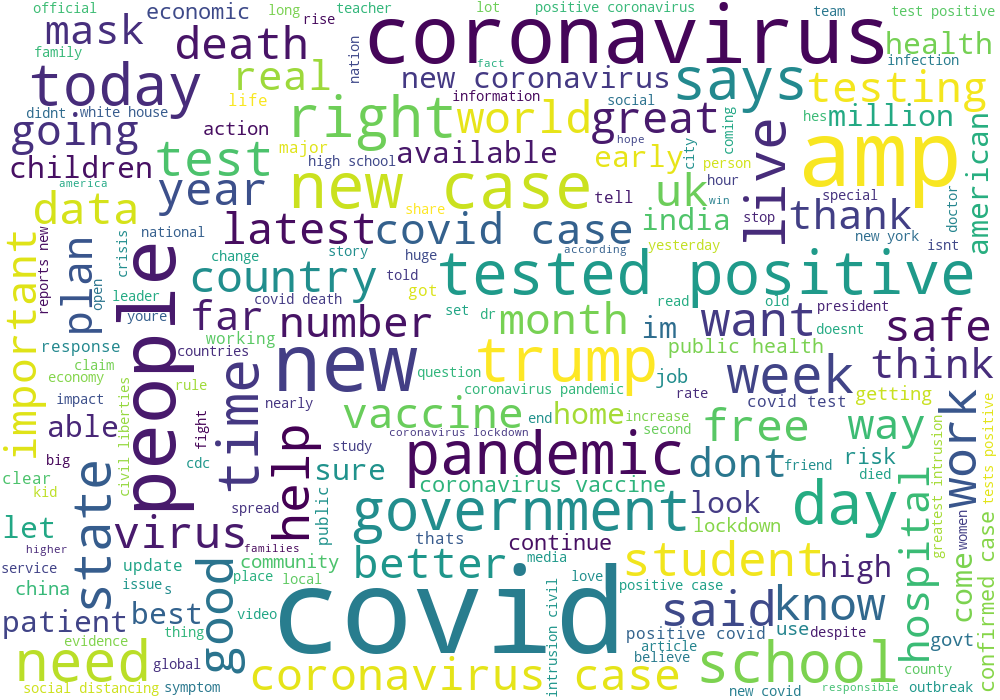 official
economic
long
rise
teacher
lot
positive coronavirus
coronavirus
team
test positive
mask
death
nation
health
family
fact
infection
today
real
new coronavirus
says
testing
didnt
white house
life
information
social
hes
million
going
action
right
world
great
coming
american
major
high school
available
hope
city
children
test
early
person
live
amp
america
year
new case
tell
uk
hour
special
doctor
data
share
win
thank
national
latest
covid case
india
stop
new york
isnt
important
plan
crisis
people
change
story
huge
according
yesterday
reports new
open
leader
country
told
tested positive
youre
covid death
got
set
dr
read
old
president
far
number
month
im
want
doesnt
safe
response
countries
working
new
trump
public health
think
claim
question
week
economy
rule
time
nearly
coronavirus pandemic
job
rate
getting
impact
civil liberties
vaccine
end
home
increase
covid test
able
fight
help
coronavirus lockdown
second
free
way
work
big
cdc
study
pandemic
dont
friend
risk
died
clear
state
sure
coronavirus vaccine
greatest intrusion
tests positive
kid
spread
public
government
look
day
hospital
let
virus
thats
continue
lockdown
women
higher
families
community
better
media
student
high
come
confirmed case
service
update
good
place
local
love
positive case
china
issue
s
covid
said
know
patient
best
video
intrusion civil
positive covid
use
despite
govt
evidence
thing
article
need
global
believe
school
county
social distancing
symptom
coronavirus case
new covid
responsible
outbreak